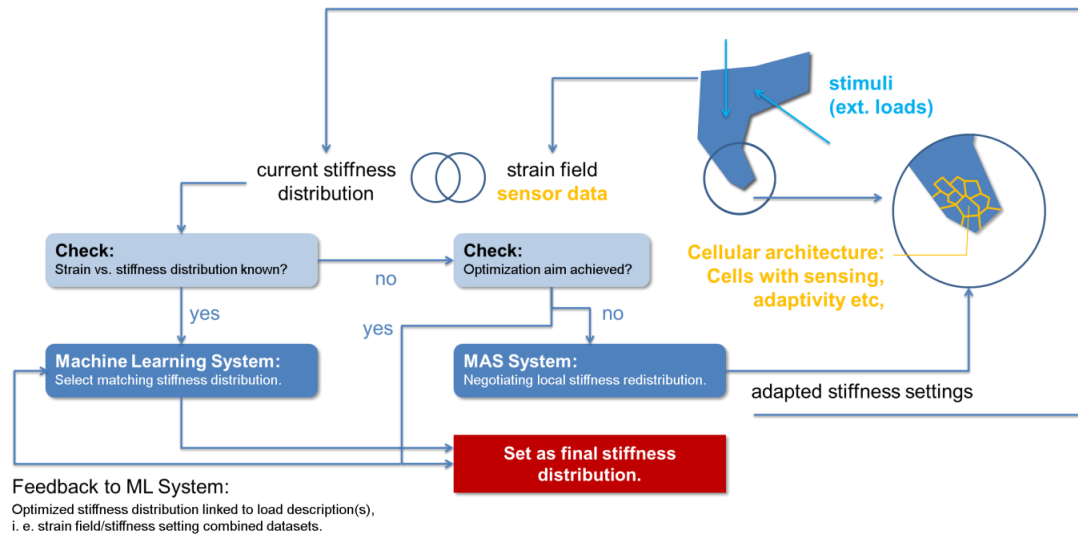 stimuli
(ext. loads)
current stiffness
distribution
strain field
sensor data
Check:
Strain vs. stiffness distribution known?
no
Check:
Optimization aim achieved?
Cellular architecture:
Cells with sensing,
adaptivity etc,
yes
yes
no
Machine Learning System:
Select matching stiffness distribution.
MAS System:
Negotiating local stiffness redistribution.
adapted stiffness settings
Set as final stiffness
distribution.
Feedback to ML System:
Optimized stiffness distribution linked to load description(s),
i. e. strain field/stiffness setting combined datasets.